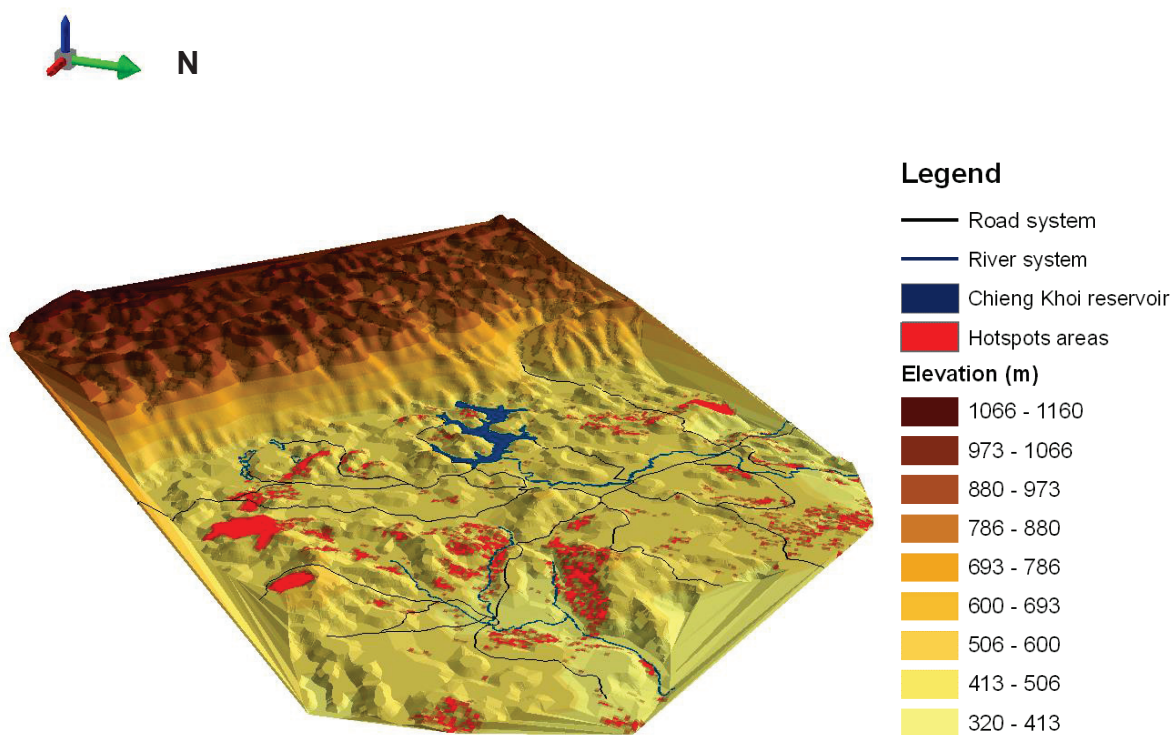 N
Legend
Road system
River system
Chieng Khoi reservoir
Hotspots areas
Elevation (m)
1066 - 1160
973 - 1066
880 - 973
786 - 880
693 - 786
600 - 693
506 - 600
413 - 506
320 - 413